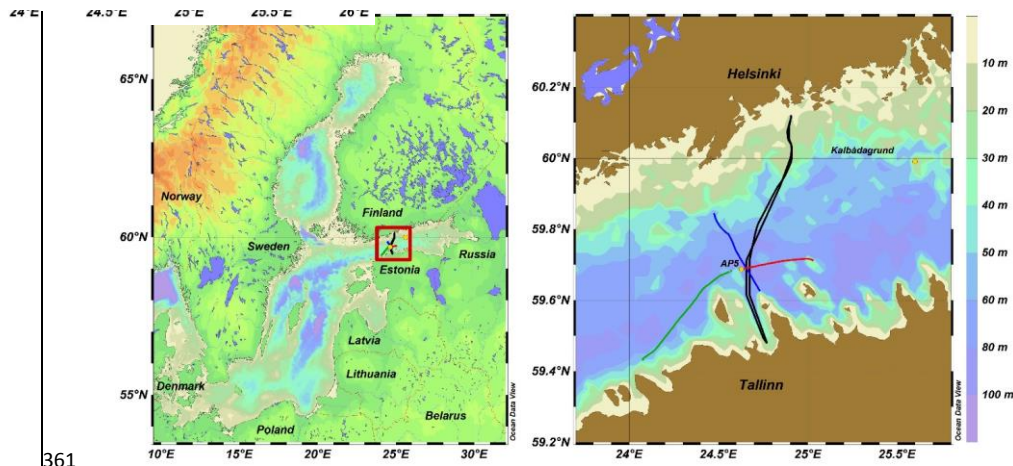 24°E 25°E 25.5°E 26°E
65°N
60°N
55°N
Norway
Sweden
Finland
Russia
Estonia
Latvia
Lithuania
Denmark
Belarus
Poland
Ocean Data View
10°E 15°E 20°E 25°E 30°E
60.2°N
60°N
59.8°N
59.6°N
59.4°N
59.2°N
Helsinki
Kalbådagrund
AP5
Tallinn
Ocean Data View
24°E 24.5°E 25°E 25.5°E
10 m
20 m
30 m
40 m
50 m
60 m
80 m
100 m
361